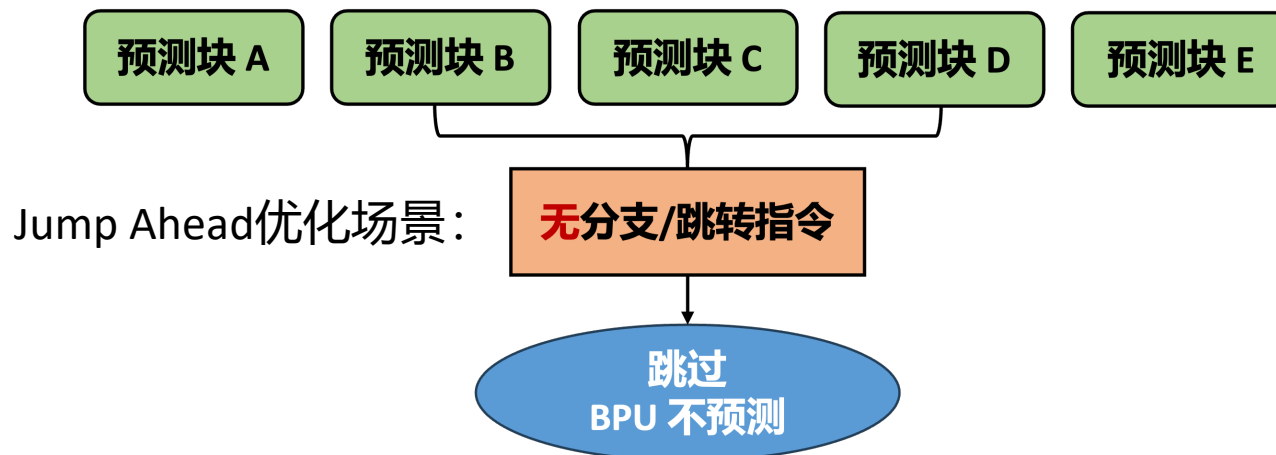 预测块 A
预测块 B
预测块 C
预测块 D
预测块 E
Jump Ahead优化场景：
无分支/跳转指令
跳过
BPU 不预测